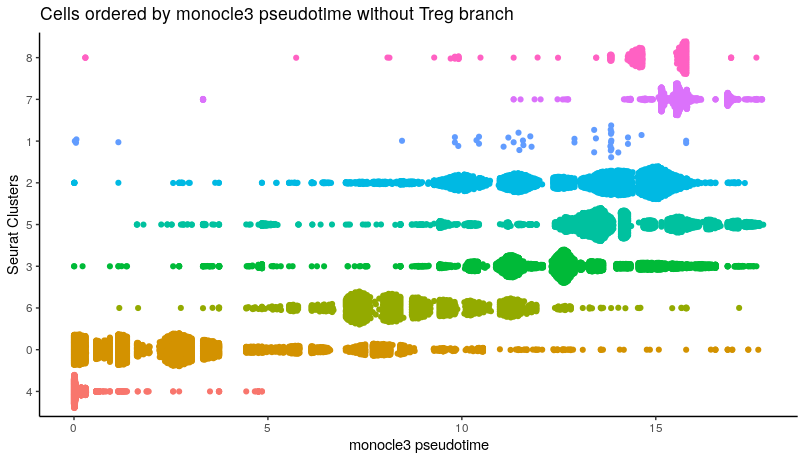 Cells ordered by monocle3 pseudotime without Treg branch
Seurat Clusters
8
7
1
2
5
3
6
0
4
0 5 10 15
monocle3 pseudotime